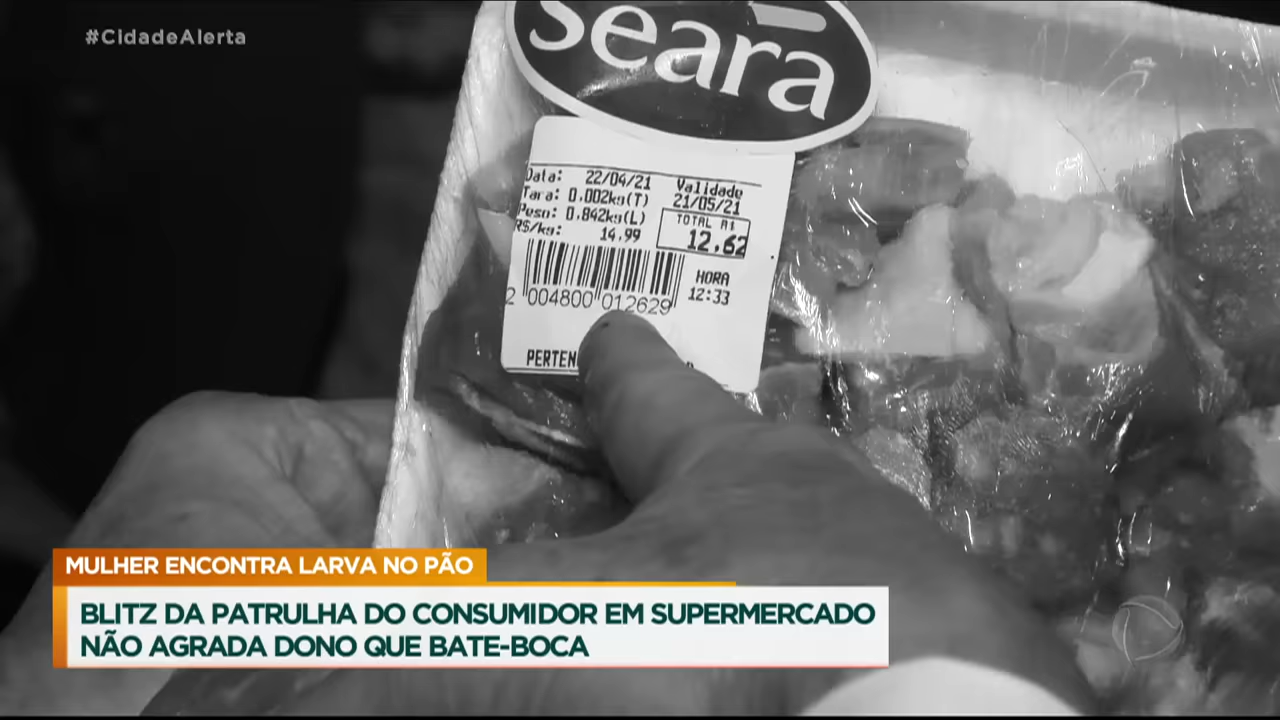 #CidadeAlerta
seara
Data: 22/04/21
Validade
Tara: 0.002kg(T)
21/05/21
Peso: 0.842kg(L)
TOTAL R$
R$/kg: 14,99
12,62
HORA
12:33
2 004800 012629
MULHER ENCONTRA LARVA NO PÃO
BLITZ DA PATRULHA DO CONSUMIDOR EM SUPERMERCADO
NÃO AGRADA DONO QUE BATE-BOCA